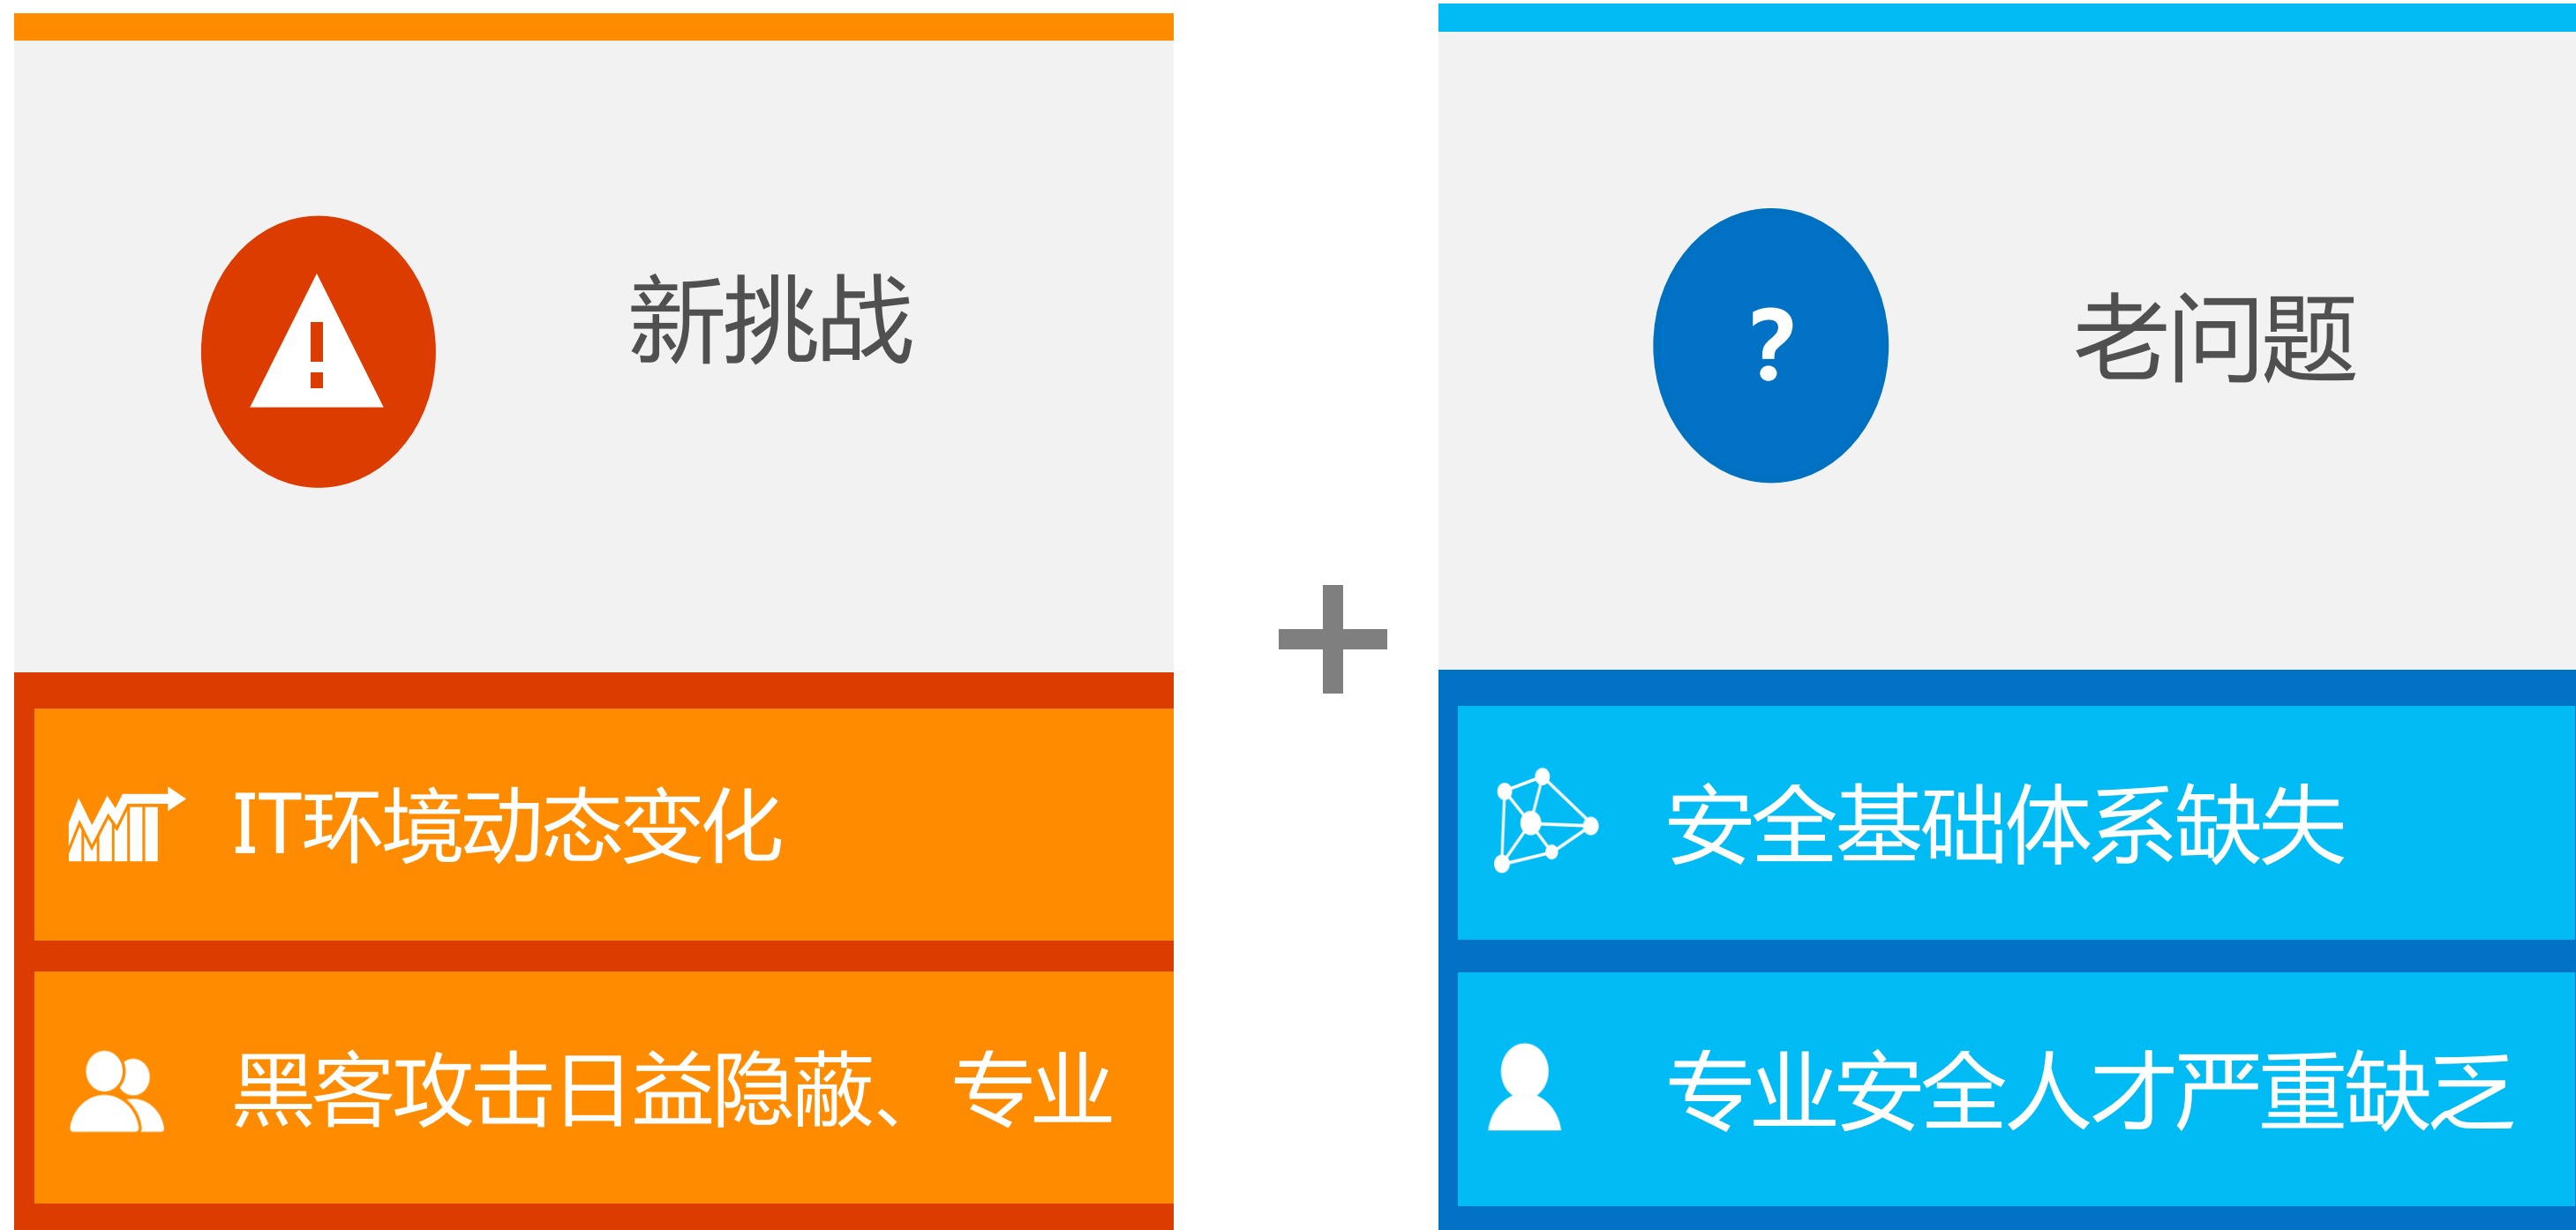 新挑战
IT环境动态变化
黑客攻击日益隐蔽、专业
+
?
老问题
安全基础体系缺失
专业安全人才严重缺乏